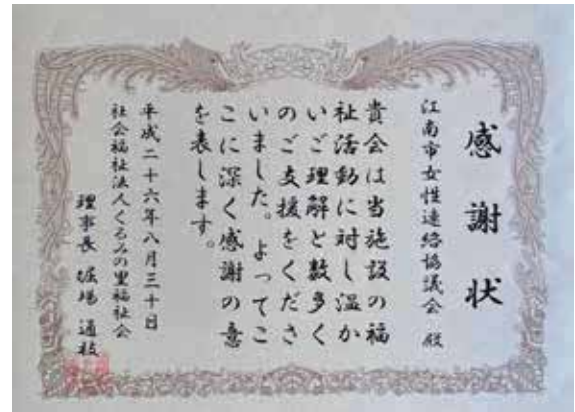 感謝状
江南市女性連絡協議会 殿
貴会は当施設の福
祉活動に対し温か
いご理解と数多く
のご支援をくださ
いました。よってこ
こに深く感謝の意
を表します。
平成二十六年八月三十日
社会福祉法人くるみの里福祉会
理事長 堀場 通枝